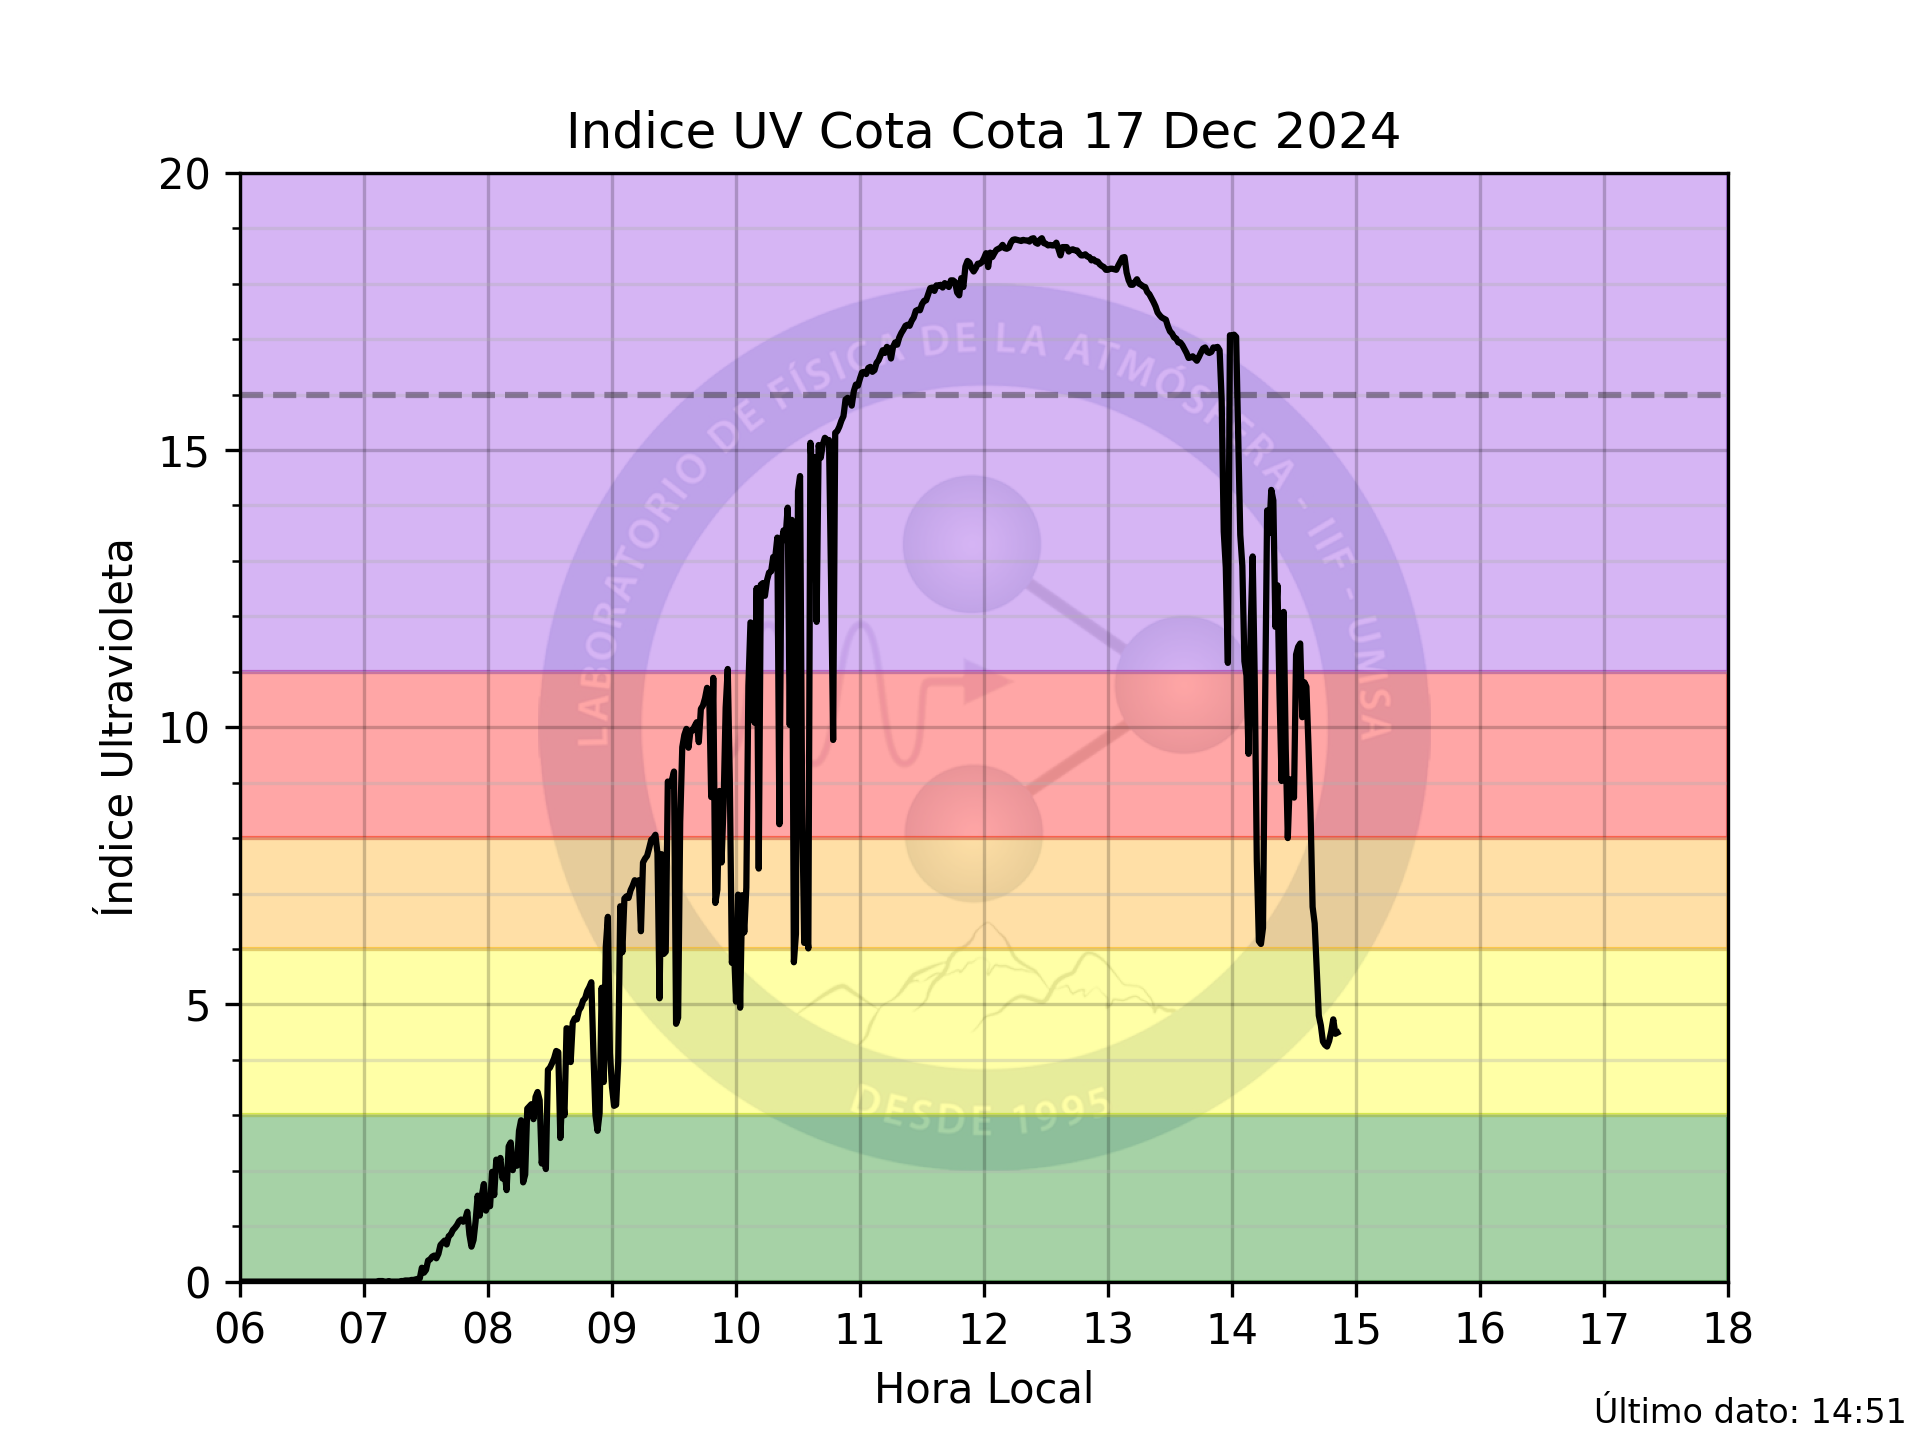 Indice UV Cota Cota 17 Dec 2024
20
15
10
5
0
Índice Ultravioleta
LABORATORIO DE FÍSICA DE LA ATMÓSFERA - IIF - UMSA
DESDE 1995
06 07 08 09 10 11 12 13 14 15 16 17 18
Hora Local
Último dato: 14:51